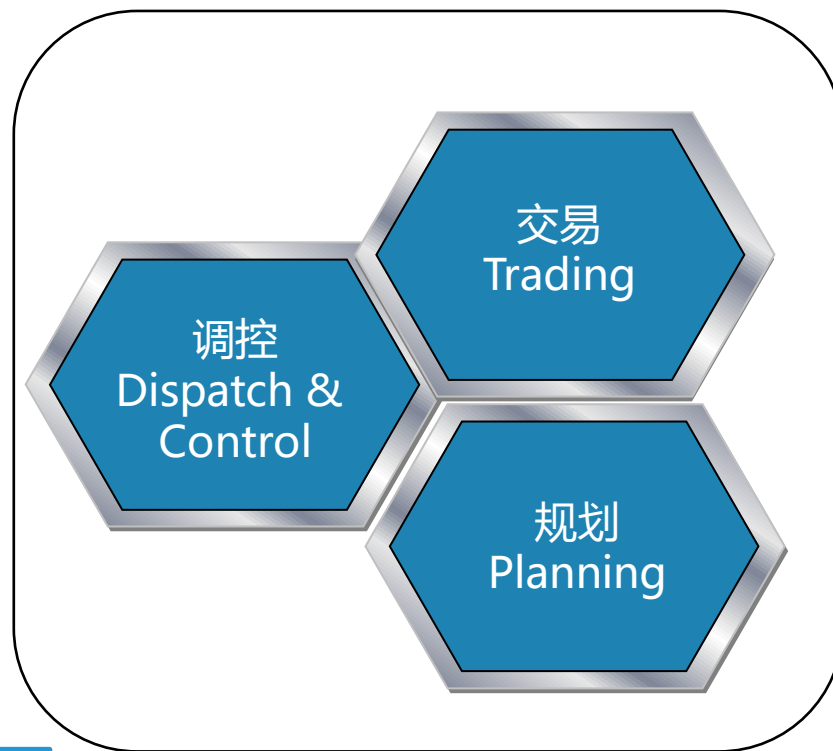 交易
Trading
调控
Dispatch &
Control
规划
Planning